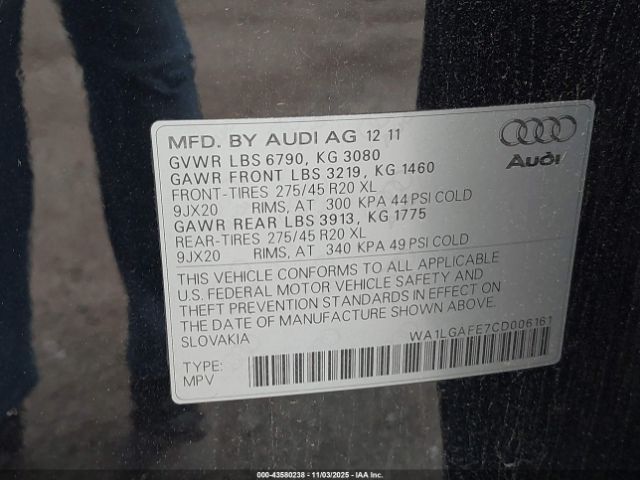 MFD. BY AUDI AG 12 11
GVWR LBS 6790, KG 3080
GAWR FRONT LBS 3219, KG 1460
FRONT-TIRES 275/45 R20 XL
9JX20 RIMS, AT 300 KPA 44 PSI COLD
GAWR REAR LBS 3913, KG 1775
REAR-TIRES 275/45 R20 XL
9JX20 RIMS, AT 340 KPA 49 PSI COLD
Audi
THIS VEHICLE CONFORMS TO ALL APPLICABLE
U.S. FEDERAL MOTOR VEHICLE SAFETY AND
THEFT PREVENTION STANDARDS IN EFFECT ON
THE DATE OF MANUFACTURE SHOWN ABOVE.
SLOVAKIA
WA1LGAFE7CD006161
TYPE:
MPV
000-43580238 - 11/03/2025 - IAA Inc.